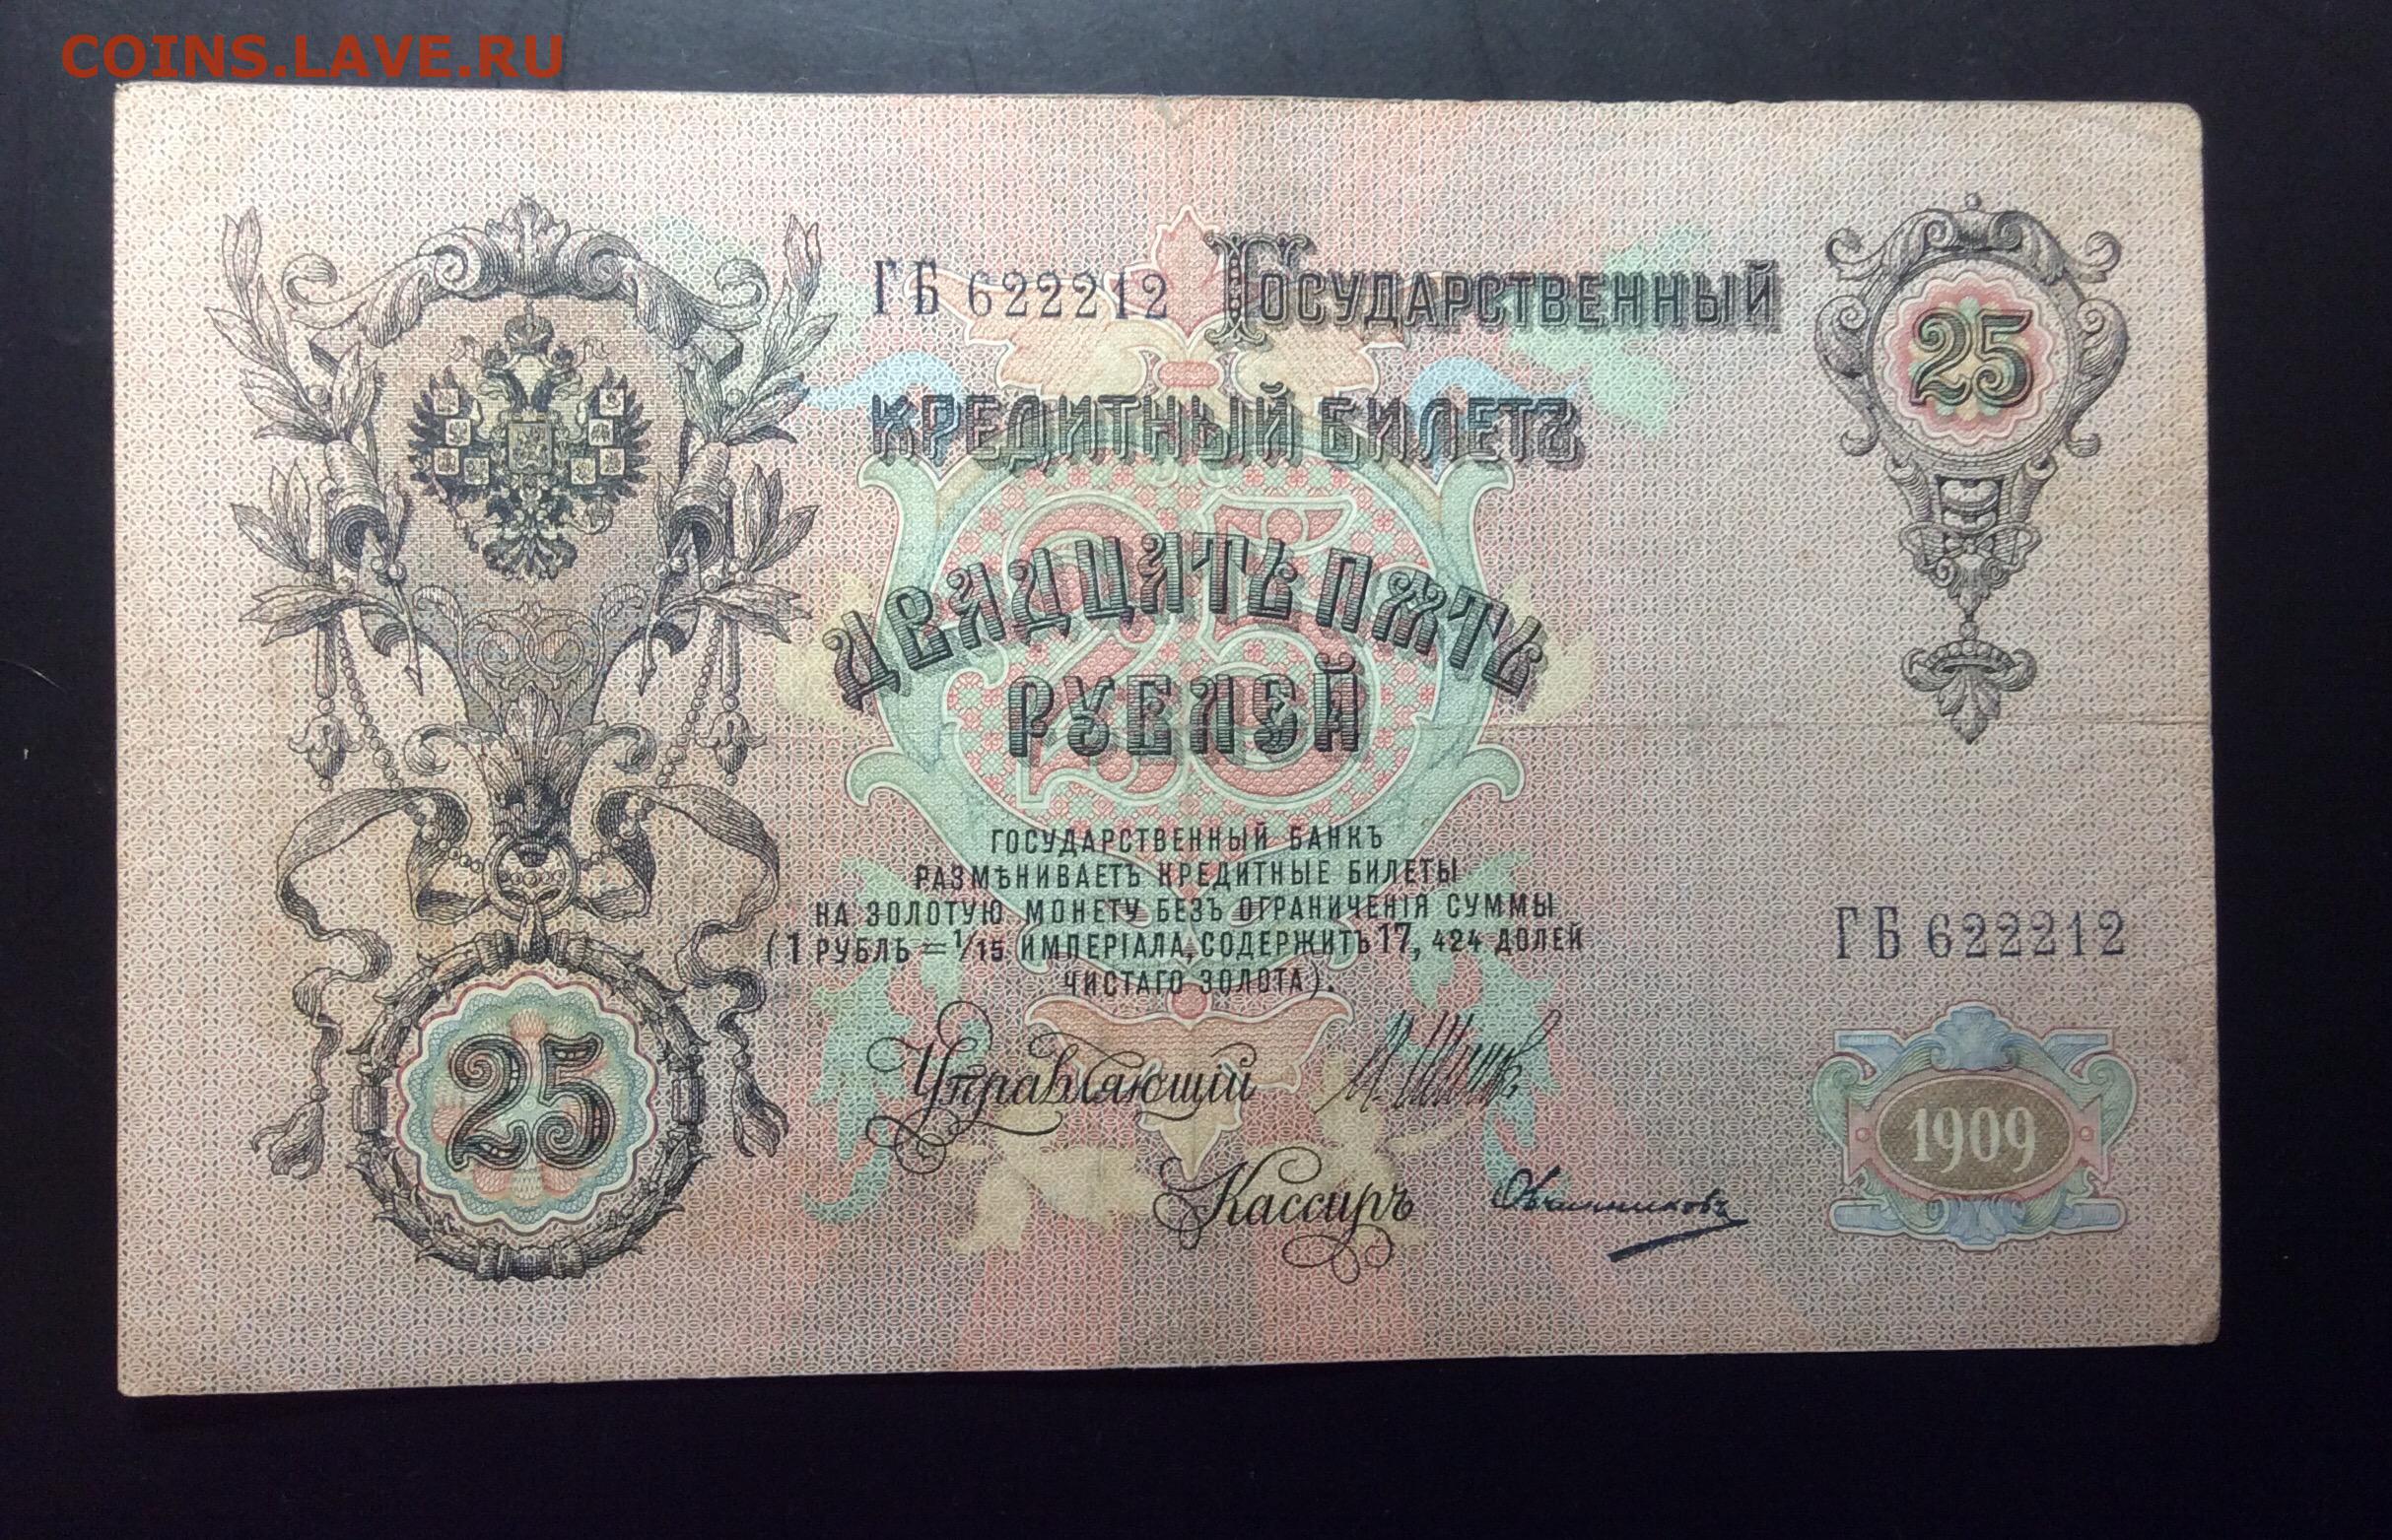 COINS.LAVE.RU
ГБ 622212 Государственный
25
кредитный билетъ
двадцать пять
рублей
25
ГОСУДАРСТВЕННЫЙ БАНКЪ
РАЗМѢНИВАЕТЪ КРЕДИТНЫЕ БИЛЕТЫ
НА ЗОЛОТУЮ МОНЕТУ БЕЗЪ ОГРАНИЧЕНІЯ СУММЫ
(1 РУБЛЬ = 1/15 ИМПЕРІАЛА, СОДЕРЖИТЪ 17, 424 ДОЛЕЙ
ЧИСТАГО ЗОЛОТА).
ГБ 622212
25
Управляющій
Кассиръ
Овчинниковъ
1909